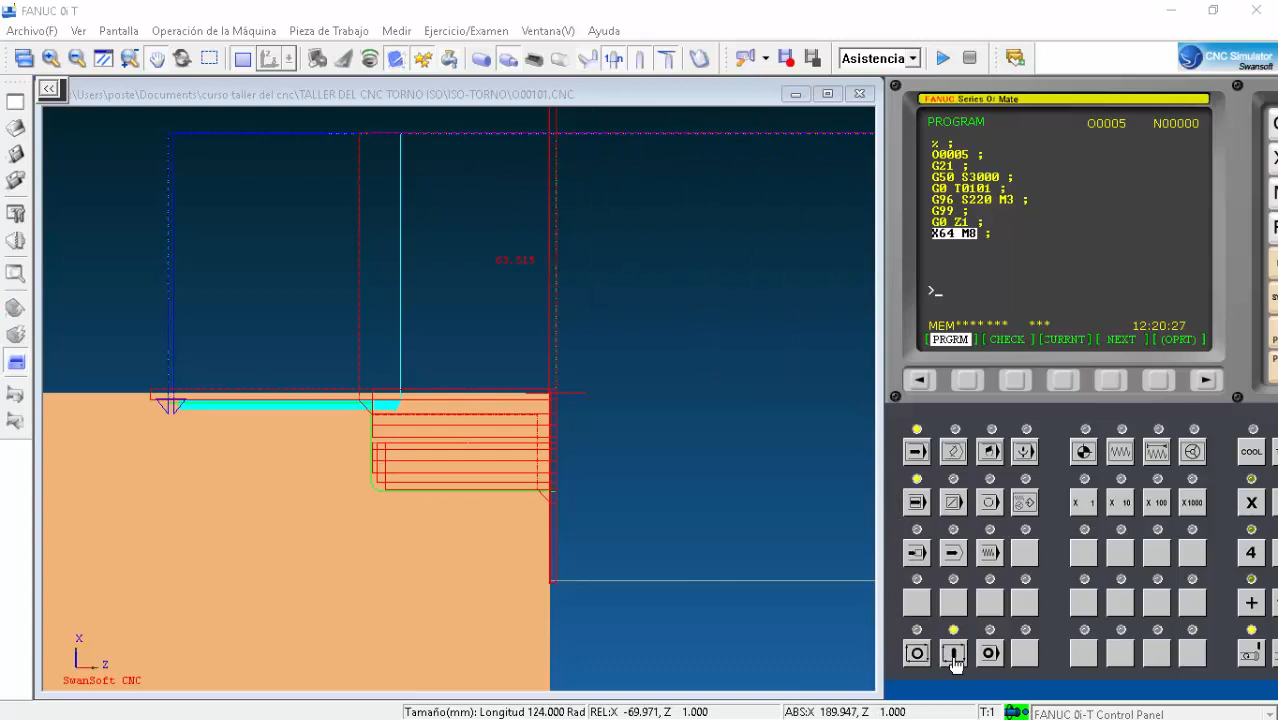 FANUC 0i T
Archivo(F) Ver Pantalla Operación de la Máquina Pieza de Trabajo Medir Ejercicio/Examen Ventana(V) Ayuda
Asistencia
CNC Simulator
Swansoft
<<
\Users\poste\Documents\curso taller del cnc\TALLER DEL CNC TORNO ISO\ISO-TORNO\O00101.CNC
63.515
X
Z
SwanSoft CNC
FANUC Series 0i Mate
PROGRAM O0005 N00000
% ;
O0005 ;
G21 ;
G50 S3000 ;
G0 T0101 ;
G96 S220 M3 ;
G99 ;
G0 Z1 ;
X64 M8 ;
>_
MEM******* *** 12:20:27
[ PRGRM ] [ CHECK ] [ CURRNT ] [ NEXT ] [ (OPRT) ]
COOL
X 1 X 10 X 100 X1000 X
4
+
Tamaño(mm): Longitud 124.000 Rad REL:X -69.971, Z 1.000 ABS:X 189.947, Z 1.000 T:1 FANUC 0i-T Control Panel